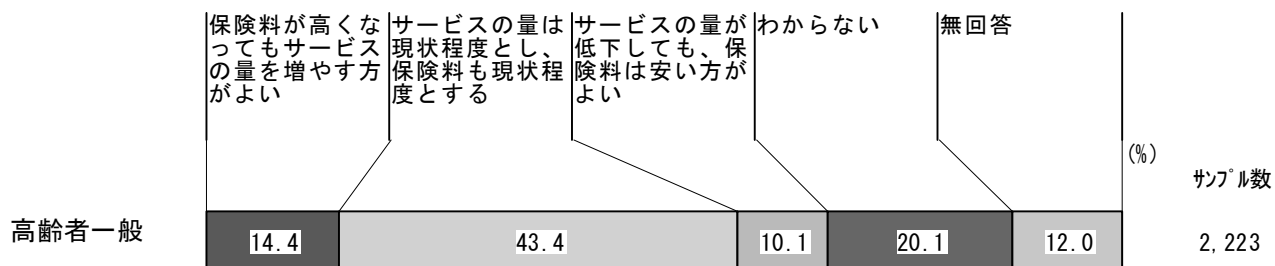 保険料が高くな
ってもサービス
の量を増やす方
がよい
サービスの量は
現状程度とし、
保険料も現状程
度とする
サービスの量が
低下しても、保
険料は安い方が
よい
わからない
無回答
(%)
ｻﾝﾌﾟﾙ数
高齢者一般
14.4
43.4
10.1
20.1
12.0
2,223